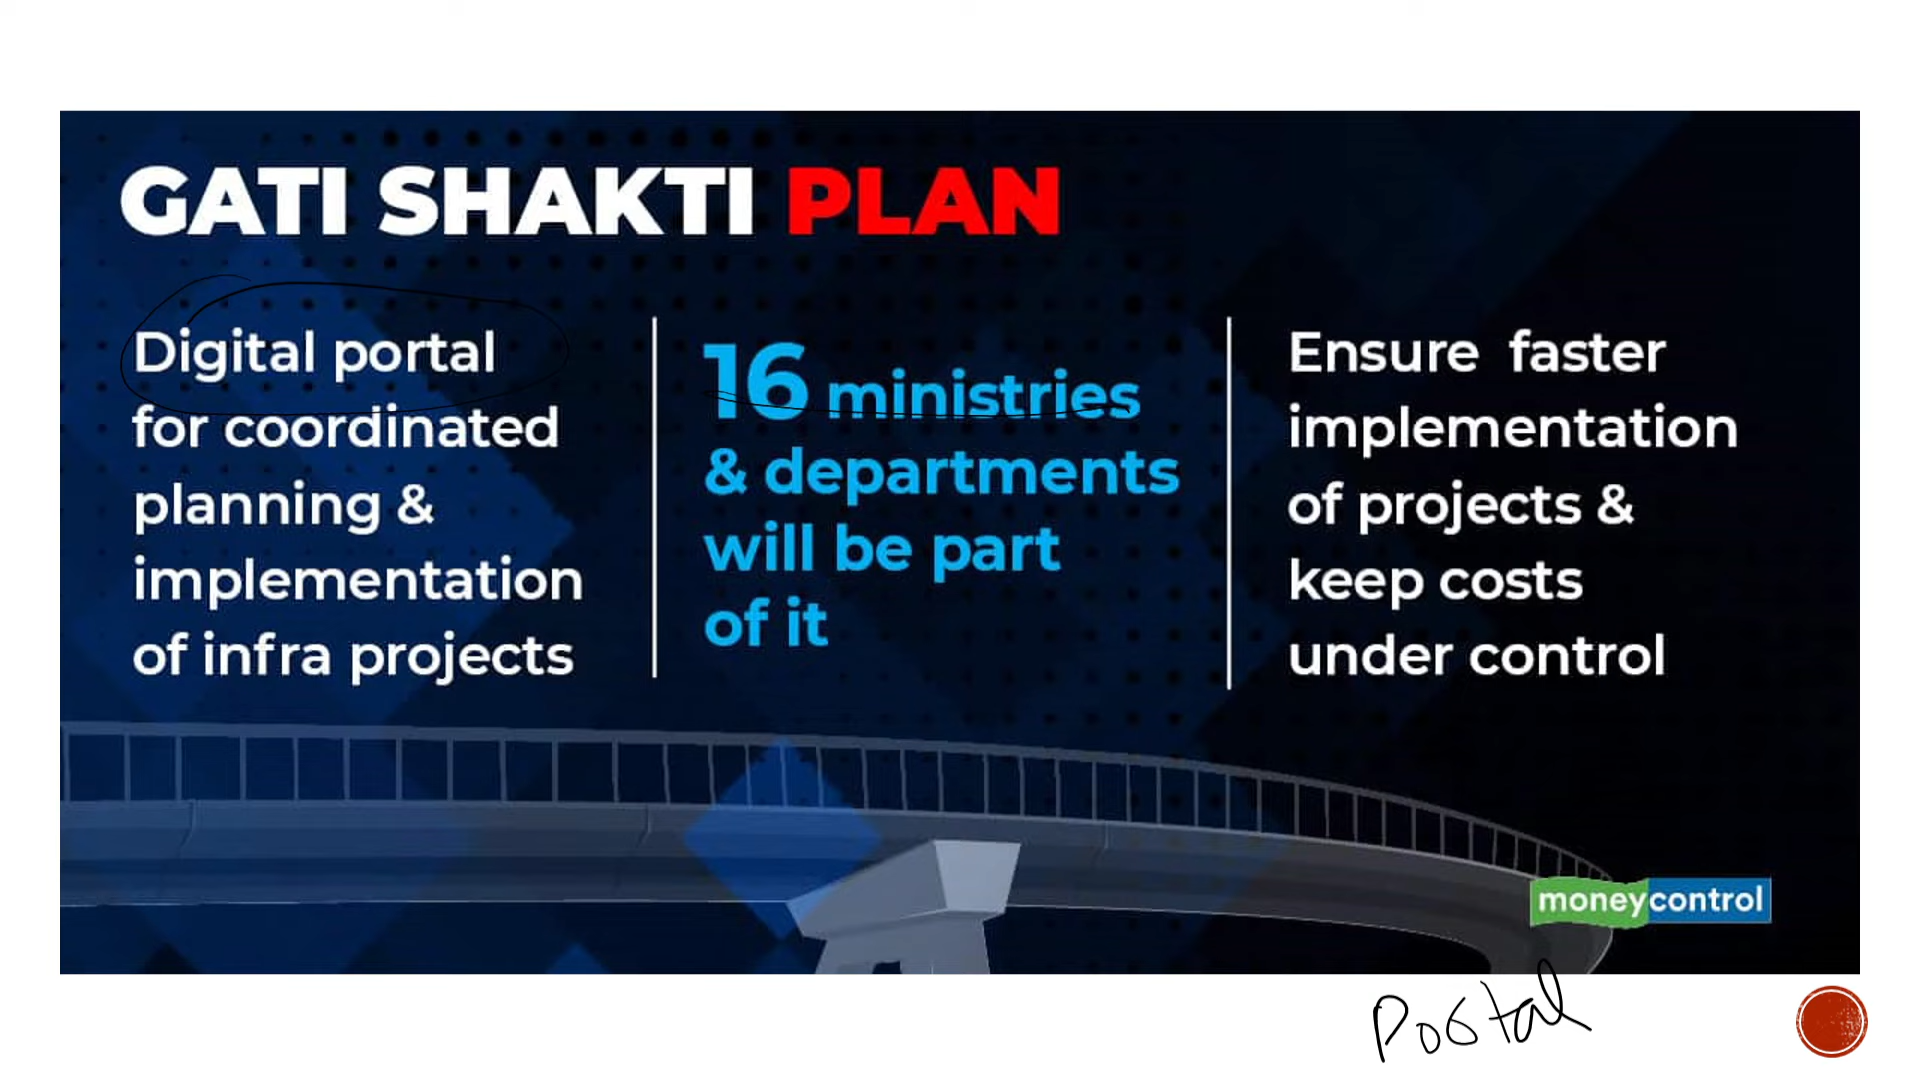 GATI SHAKTI PLAN
Digital portal
for coordinated
planning &
implementation
of infra projects
16 ministries
& departments
will be part
of it
Ensure faster
implementation
of projects &
keep costs
under control
moneycontrol
Portal